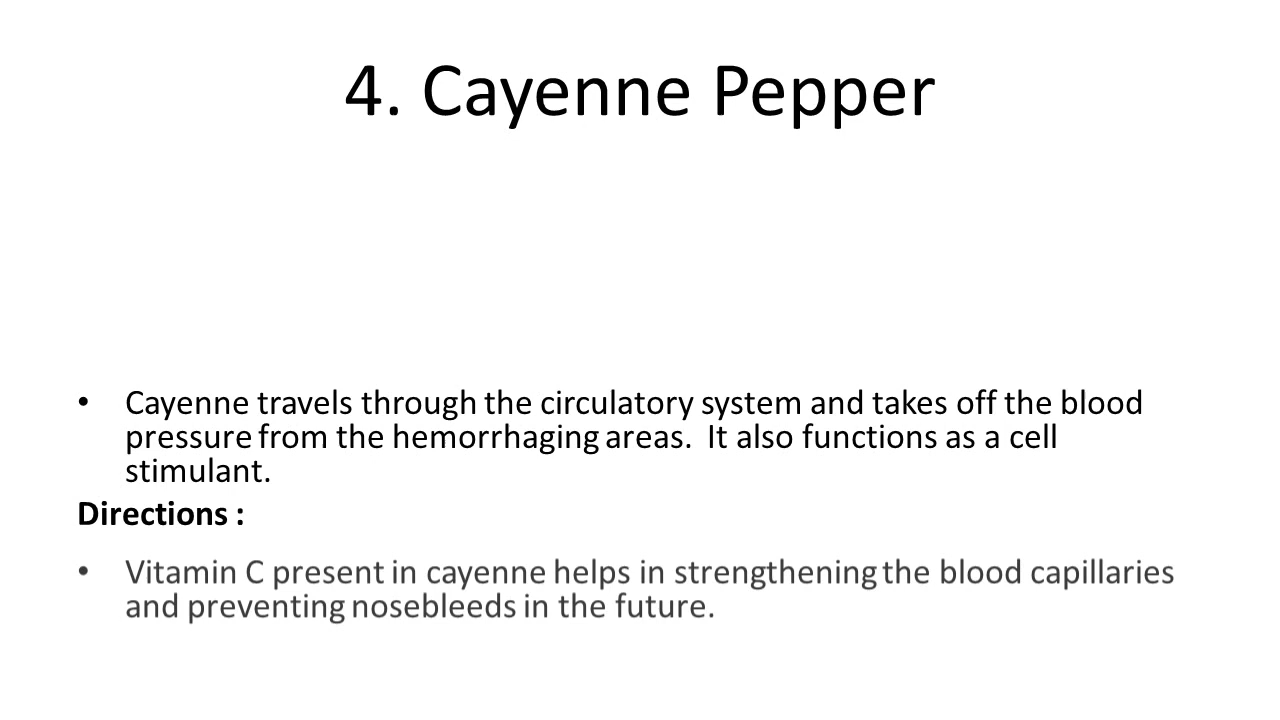 4. Cayenne Pepper
• Cayenne travels through the circulatory system and takes off the blood
pressure from the hemorrhaging areas.  It also functions as a cell
stimulant.
Directions :
• Vitamin C present in cayenne helps in strengthening the blood capillaries
and preventing nosebleeds in the future.